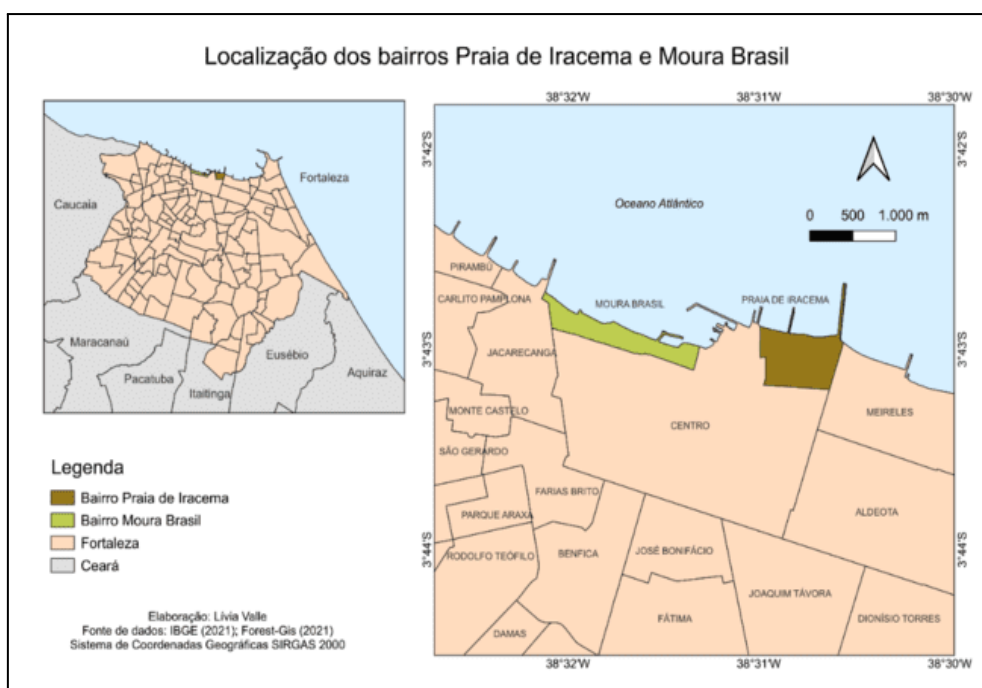 Localização dos bairros Praia de Iracema e Moura Brasil
Fortaleza
Caucaia
Maracanaú
Pacatuba
Itaitinga
Eusébio
Aquiraz
38°32'W
38°31'W
38°30'W
3°42'S
3°42'S
Oceano Atlântico
0 500 1.000 m
PIRAMBÚ
CARLITO PAMPLONA
MOURA BRASIL
PRAIA DE IRACEMA
3°43'S
3°43'S
JACARECANGA
MONTE CASTELO
CENTRO
MEIRELES
SÃO GERARDO
FARIAS BRITO
PARQUE ARAXA
ALDEOTA
RODOLFO TEÓFILO
BENFICA
JOSÉ BONIFÁCIO
3°44'S
3°44'S
JOAQUIM TÁVORA
DAMAS
FÁTIMA
DIONÍSIO TORRES
38°32'W
38°31'W
38°30'W
Legenda
Bairro Praia de Iracema
Bairro Moura Brasil
Fortaleza
Ceará
Elaboração: Lívia Valle
Fonte de dados: IBGE (2021); Forest-Gis (2021)
Sistema de Coordenadas Geográficas SIRGAS 2000